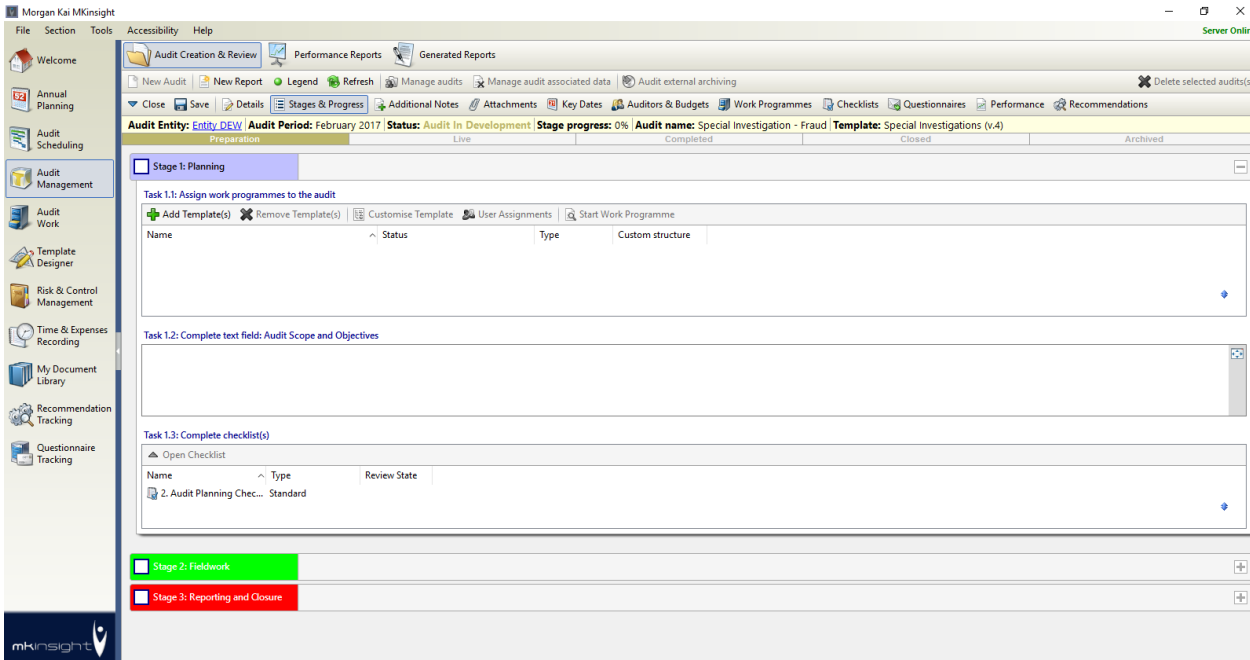 Morgan Kai MKinsight
File Section Tools Accessibility Help
Server Onlin
Welcome
Annual
Planning
Audit
Scheduling
Audit
Management
Audit
Work
Template
Designer
Risk & Control
Management
Time & Expenses
Recording
My Document
Library
Recommendation
Tracking
Questionnaire
Tracking
mkinsight
Audit Creation & Review Performance Reports Generated Reports
New Audit New Report Legend Refresh Manage audits Manage audit associated data Audit external archiving Delete selected audits(s
Close Save Details Stages & Progress Additional Notes Attachments Key Dates Auditors & Budgets Work Programmes Checklists Questionnaires Performance Recommendations
Audit Entity: Entity DEW Audit Period: February 2017 Status: Audit In Development Stage progress: 0% Audit name: Special Investigation - Fraud Template: Special Investigations (v.4)
Preparation Live Completed Closed Archived
Stage 1: Planning
Task 1.1: Assign work programmes to the audit
Add Template(s) Remove Template(s) Customise Template User Assignments Start Work Programme
Name Status Type Custom structure
Task 1.2: Complete text field: Audit Scope and Objectives
Task 1.3: Complete checklist(s)
Open Checklist
Name Type Review State
2. Audit Planning Chec... Standard
Stage 2: Fieldwork
Stage 3: Reporting and Closure